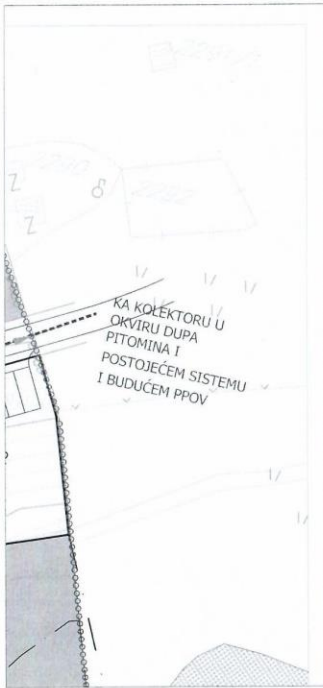 KA KOLEKTORU U
OKVIRU DUPA
PITOMINA I
POSTOJEĆEM SISTEMU
I BUDUĆEM PPOV